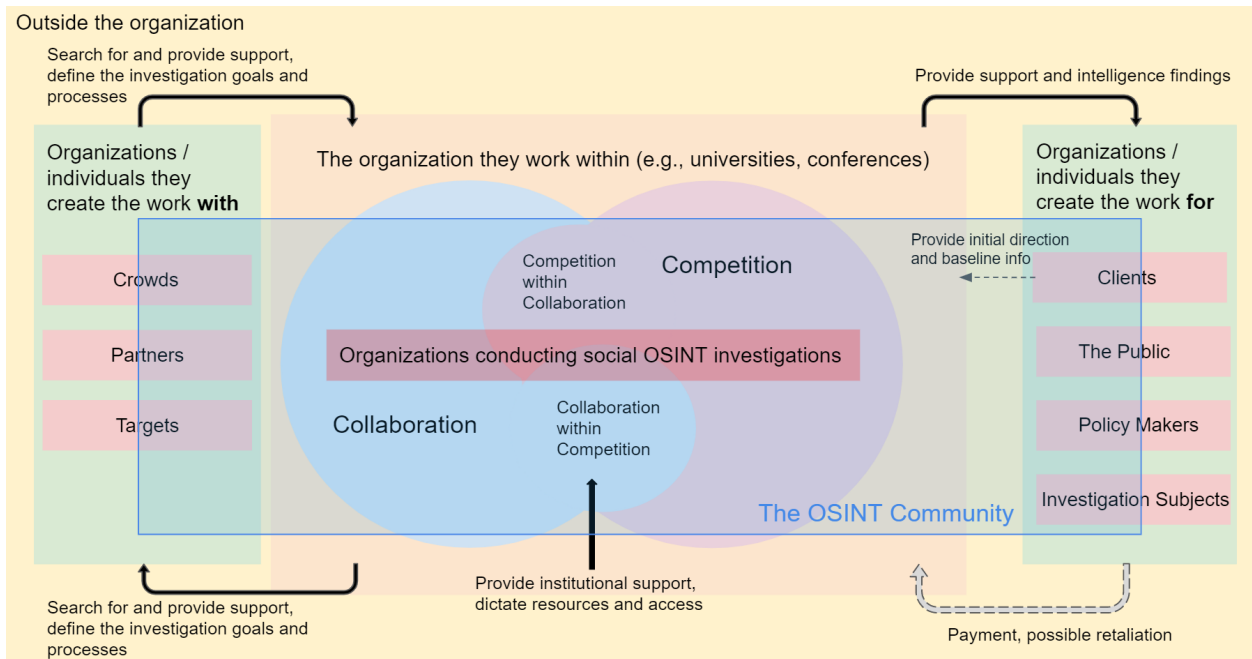 Outside the organization
Search for and provide support,
define the investigation goals and
processes
Provide support and intelligence findings
Organizations /
individuals they
create the work with
The organization they work within (e.g., universities, conferences)
Organizations /
individuals they
create the work for
Provide initial direction
and baseline info
Competition
within
Collaboration
Competition
Crowds
Clients
Partners
Organizations conducting social OSINT investigations
The Public
Targets
Collaboration
Collaboration
within
Competition
Policy Makers
Investigation Subjects
The OSINT Community
Provide institutional support,
dictate resources and access
Search for and provide support,
define the investigation goals and
processes
Payment, possible retaliation